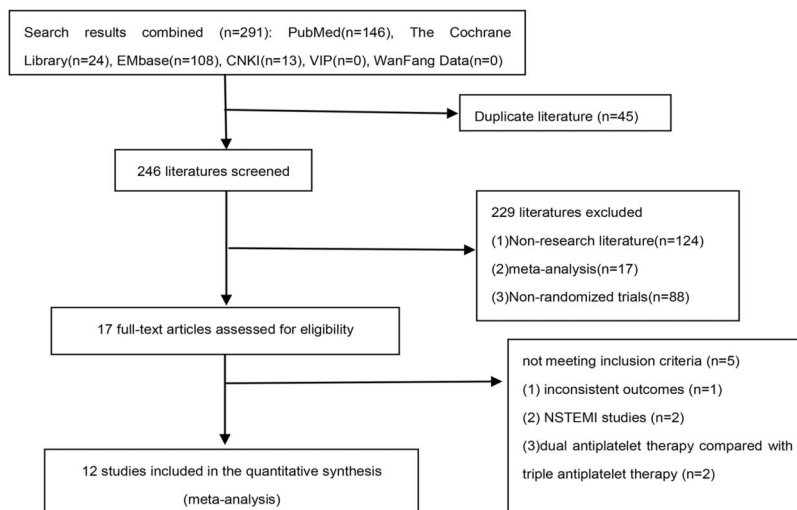 Search results combined (n=291): PubMed(n=146), The Cochrane
Library(n=24), EMbase(n=108), CNKI(n=13), VIP(n=0), WanFang Data(n=0)
Duplicate literature (n=45)
246 literatures screened
229 literatures excluded
(1)Non-research literature(n=124)
(2)meta-analysis(n=17)
(3)Non-randomized trials(n=88)
17 full-text articles assessed for eligibility
not meeting inclusion criteria (n=5)
(1) inconsistent outcomes (n=1)
(2) NSTEMI studies (n=2)
(3)dual antiplatelet therapy compared with
triple antiplatelet therapy (n=2)
12 studies included in the quantitative synthesis
(meta-analysis)